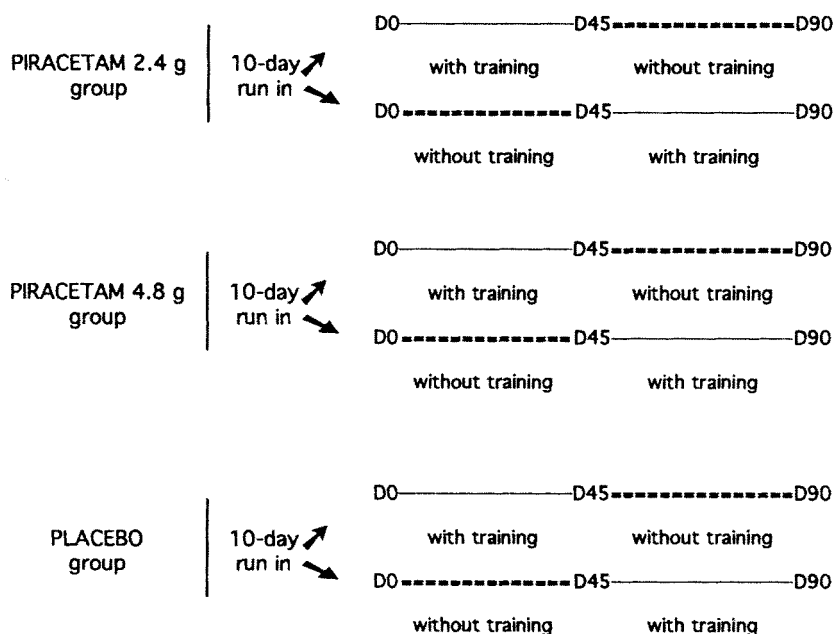 D0 D45 D90
PIRACETAM 2.4 g
group
10-day
run in
with training without training
D0 D45 D90
without training with training
D0 D45 D90
PIRACETAM 4.8 g
group
10-day
run in
with training without training
D0 D45 D90
without training with training
D0 D45 D90
PLACEBO
group
10-day
run in
with training without training
D0 D45 D90
without training with training